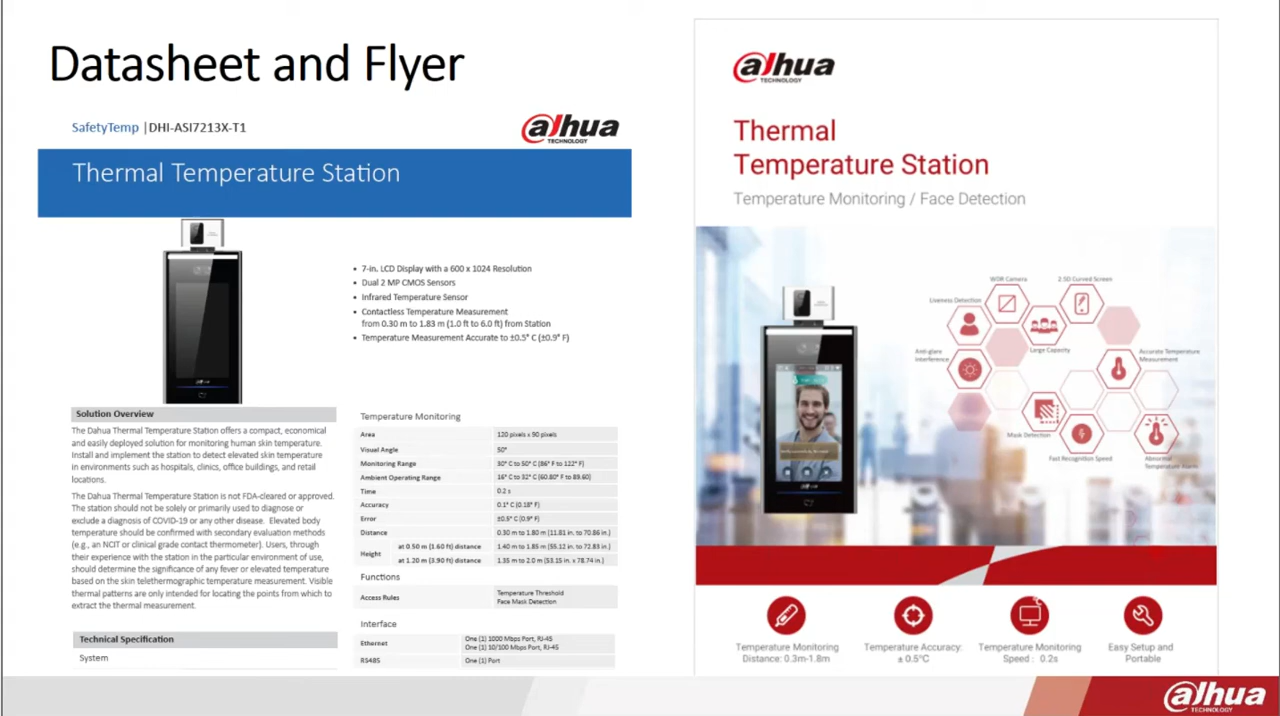 Datasheet and Flyer
SafetyTemp | DHI-ASI7213X-T1
alhua
TECHNOLOGY
Thermal Temperature Station
• 7-in. LCD Display with a 600 x 1024 Resolution
• Dual 2 MP CMOS Sensors
• Infrared Temperature Sensor
• Contactless Temperature Measurement
from 0.30 m to 1.83 m (1.0 ft to 6.0 ft) from Station
• Temperature Measurement Accurate to ±0.5° C (±0.9° F)
Solution Overview
The Dahua Thermal Temperature Station offers a compact, economical
and easily deployed solution for monitoring human skin temperature.
Install and implement the station to detect elevated skin temperature
in environments such as hospitals, clinics, office buildings, and retail
locations.
The Dahua Thermal Temperature Station is not FDA-cleared or approved.
The station should not be solely or primarily used to diagnose or
exclude a diagnosis of COVID-19 or any other disease. Elevated body
temperature should be confirmed with secondary evaluation methods
(e.g., an NCIT or clinical grade contact thermometer). Users, through
their experience with the station in the particular environment of use,
should determine the significance of any fever or elevated temperature
based on the skin telethermographic temperature measurement. Visible
thermal patterns are only intended for locating the points from which to
extract the thermal measurement.
Technical Specification
System
Temperature Monitoring
Area 120 pixels x 90 pixels
Visual Angle 50°
Monitoring Range 30° C to 50° C (86° F to 122° F)
Ambient Operating Range 16° C to 32° C (60.80° F to 89.60)
Time 0.2 s
Accuracy 0.1° C (0.18° F)
Error ±0.5° C (0.9° F)
Distance 0.30 m to 1.80 m (11.81 in. to 70.86 in.)
Height at 0.50 m (1.60 ft) distance 1.40 m to 1.85 m (55.12 in. to 72.83 in.)
at 1.20 m (3.90 ft) distance 1.35 m to 2.0 m (53.15 in. x 78.74 in.)
Functions
Access Rules Temperature Threshold
Face Mask Detection
Interface
Ethernet One (1) 1000 Mbps Port, RJ-45
One (1) 10/100 Mbps Port, RJ-45
RS485 One (1) Port
alhua
TECHNOLOGY
Thermal
Temperature Station
Temperature Monitoring / Face Detection
WDR Camera
2.5D Curved Screen
Liveness Detection
Large Capacity
Anti-glare
Interference
Accurate Temperature
Measurement
Mask Detection
Fast Recognition Speed
Abnormal
Temperature Alarm
Temperature Monitoring
Distance: 0.3m-1.8m
Temperature Accuracy:
± 0.5°C
Temperature Monitoring
Speed : 0.2s
Easy Setup and
Portable
alhua
TECHNOLOGY